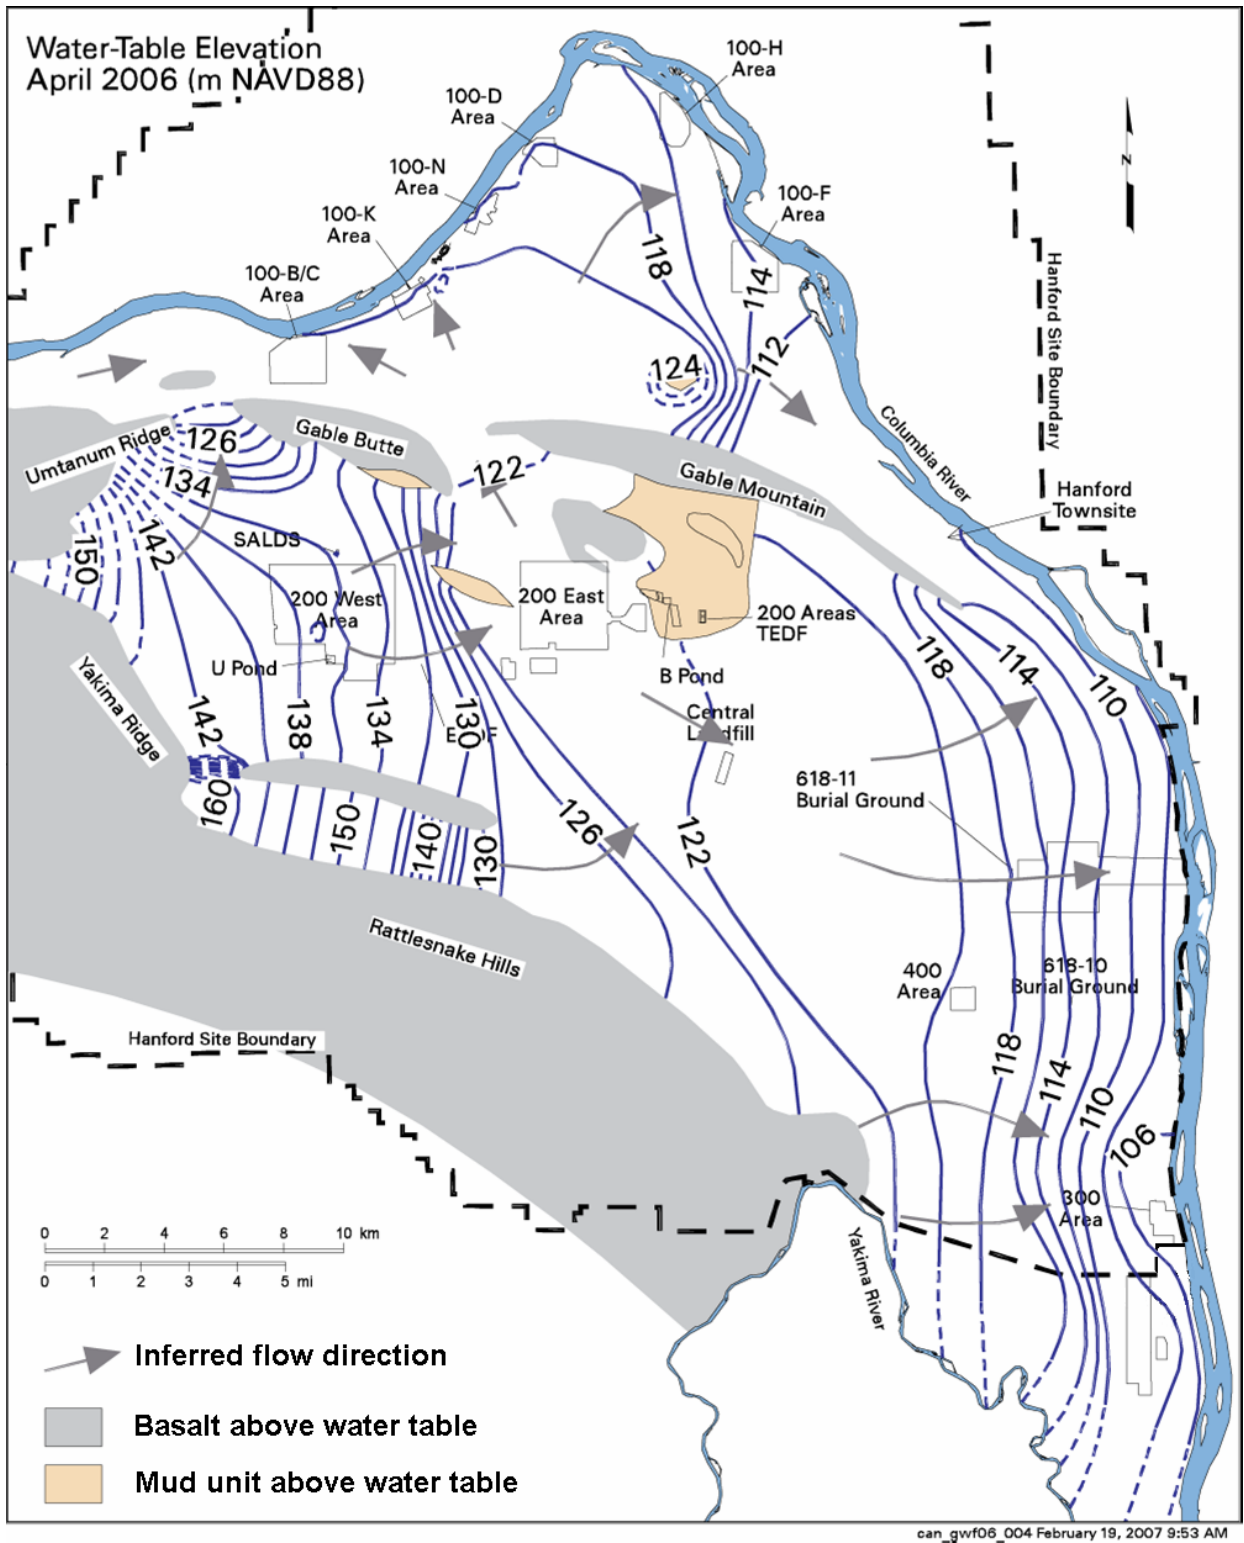 Water-Table Elevation
April 2006 (m NAVD88)
100-H
Area
100-D
Area
100-N
Area
100-K
Area
100-F
Area
100-B/C
Area
N
118
114
112
124
Hanford Site Boundary
Columbia River
Umtanum Ridge
126
134
Gable Butte
122
Gable Mountain
Hanford
Townsite
150
142
SALDS
200 West
Area
200 East
Area
200 Areas
TEDF
U Pond
B Pond
118
114
110
Yakima Ridge
142
138
134
130
Central
Landfill
618-11
Burial Ground
160
150
140
130
126
122
Rattlesnake Hills
400
Area
618-10
Burial Ground
Hanford Site Boundary
118
114
110
106
300
Area
Yakima River
0 2 4 6 8 10 km
0 1 2 3 4 5 mi
Inferred flow direction
Basalt above water table
Mud unit above water table
can_gwf06_004 February 19, 2007 9:53 AM